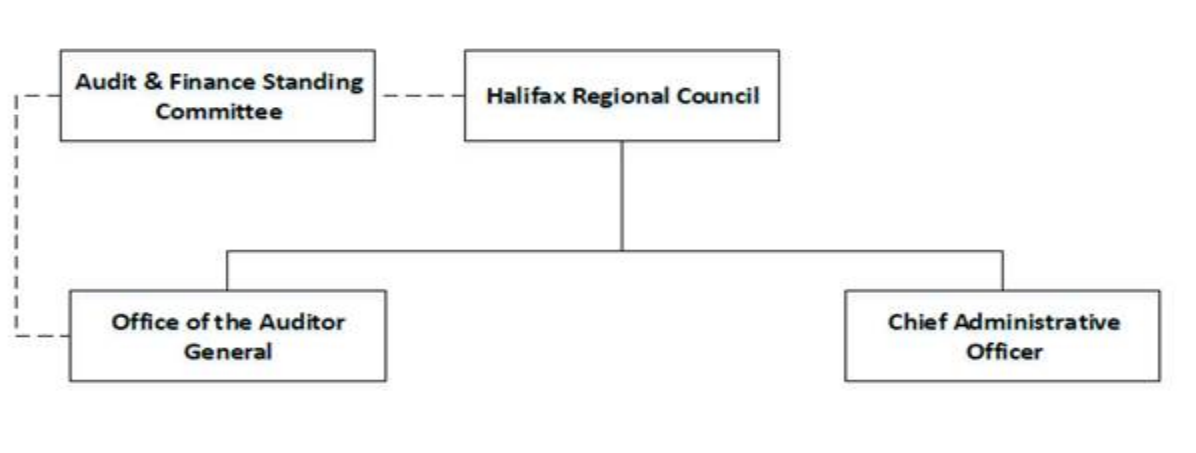 Audit & Finance Standing
Committee
Halifax Regional Council
Office of the Auditor
General
Chief Administrative
Officer